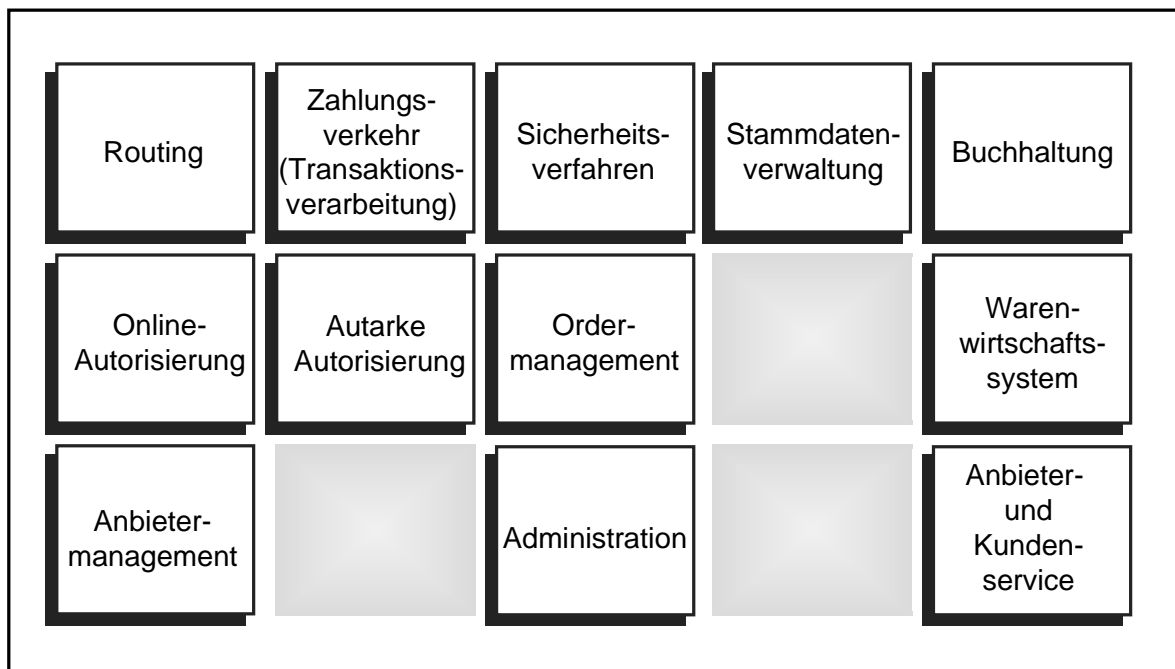 Routing
Zahlungs-
verkehr
(Transaktions-
verarbeitung)
Sicherheits-
verfahren
Stammdaten-
verwaltung
Buchhaltung
Online-
Autorisierung
Autarke
Autorisierung
Order-
management
Waren-
wirtschafts-
system
Anbieter-
management
Administration
Anbieter-
und
Kunden-
service